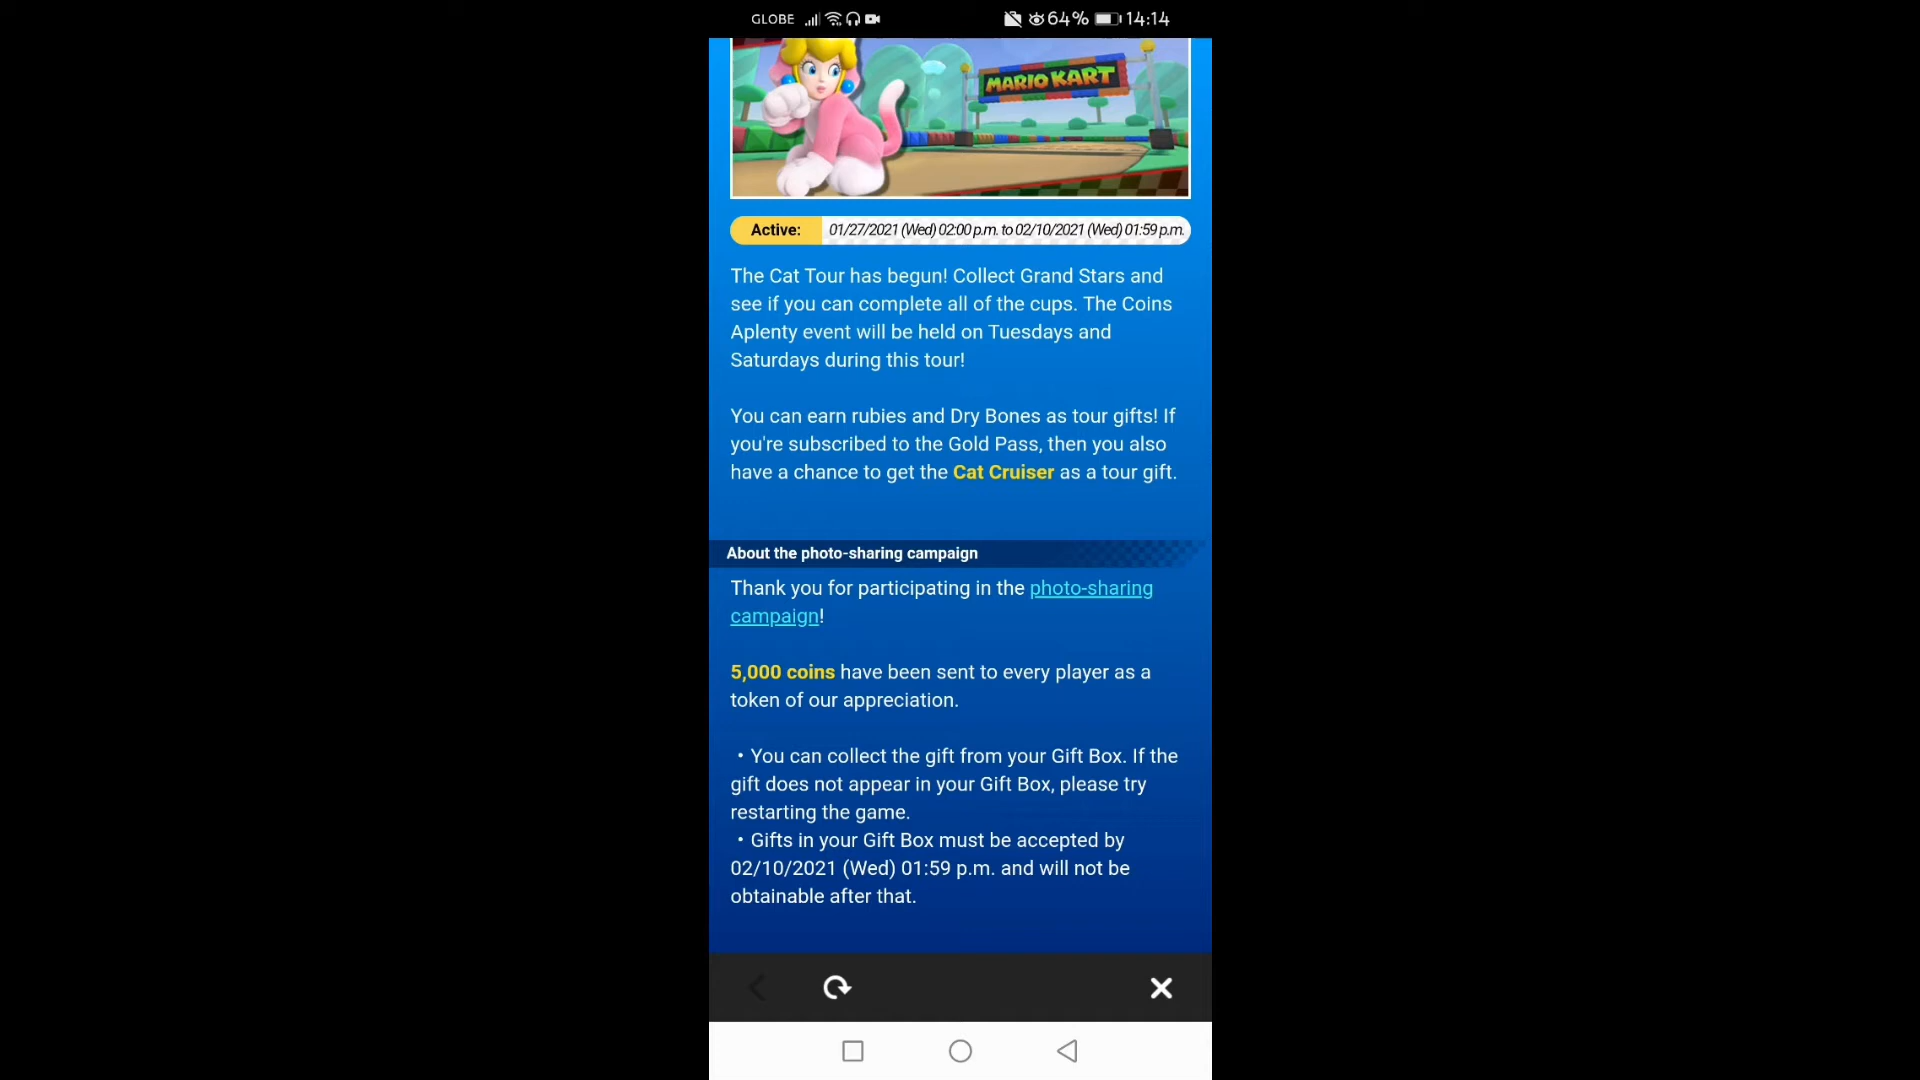 GLOBE 64% 14:14
MARIO KART
Active: 01/27/2021 (Wed) 02:00 p.m. to 02/10/2021 (Wed) 01:59 p.m.
The Cat Tour has begun! Collect Grand Stars and
see if you can complete all of the cups. The Coins
Aplenty event will be held on Tuesdays and
Saturdays during this tour!
You can earn rubies and Dry Bones as tour gifts! If
you're subscribed to the Gold Pass, then you also
have a chance to get the Cat Cruiser as a tour gift.
About the photo-sharing campaign
Thank you for participating in the photo-sharing
campaign!
5,000 coins have been sent to every player as a
token of our appreciation.
・You can collect the gift from your Gift Box. If the
gift does not appear in your Gift Box, please try
restarting the game.
・Gifts in your Gift Box must be accepted by
02/10/2021 (Wed) 01:59 p.m. and will not be
obtainable after that.